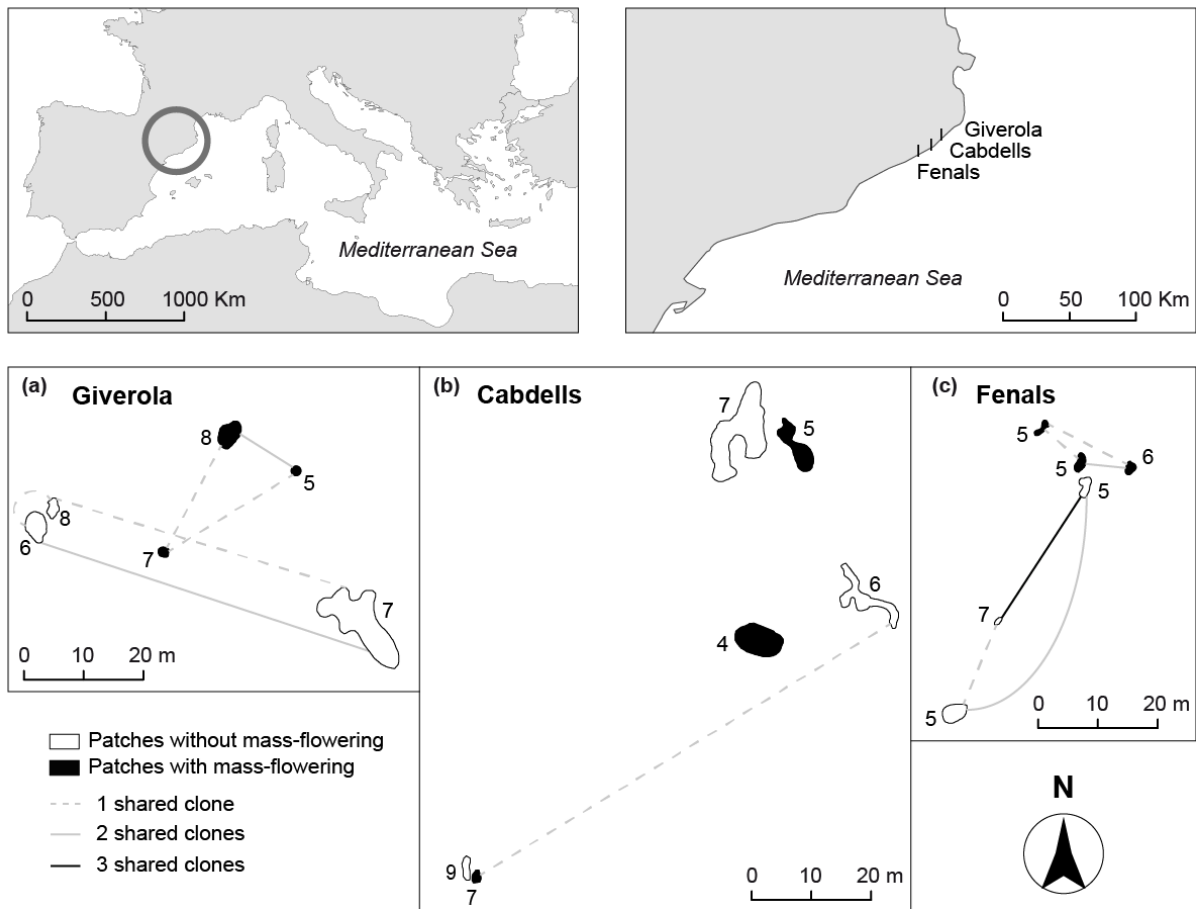 Mediterranean Sea
0 500 1000 Km
Giverola
Cabdells
Fenals
Mediterranean Sea
0 50 100 Km
(a) Giverola
8
5
8
6
7
7
0 10 20 m
(b) Cabdells
7
5
6
4
9
7
0 10 20 m
(c) Fenals
5
6
5
5
7
5
0 10 20 m
Patches without mass-flowering
Patches with mass-flowering
1 shared clone
2 shared clones
3 shared clones
N